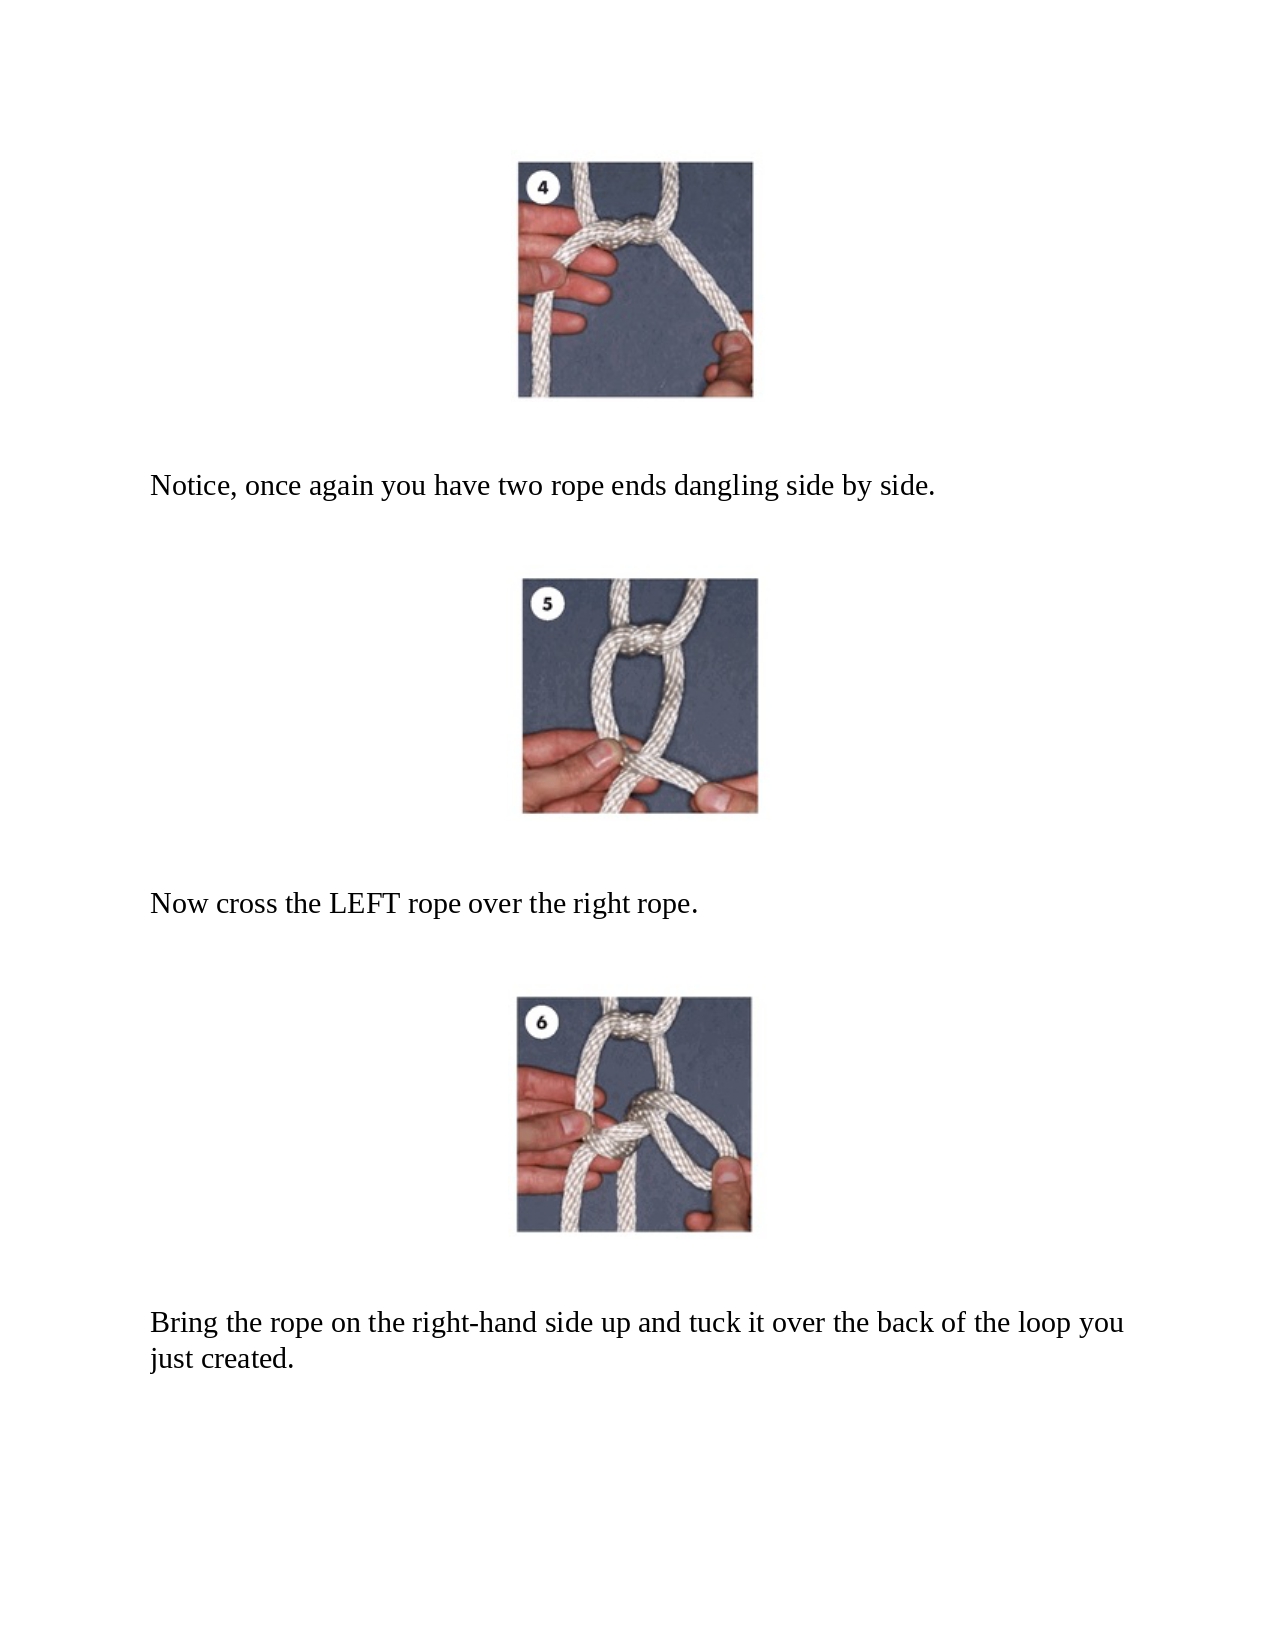 4
Notice, once again you have two rope ends dangling side by side.
5
Now cross the LEFT rope over the right rope.
6
Bring the rope on the right-hand side up and tuck it over the back of the loop you
just created.